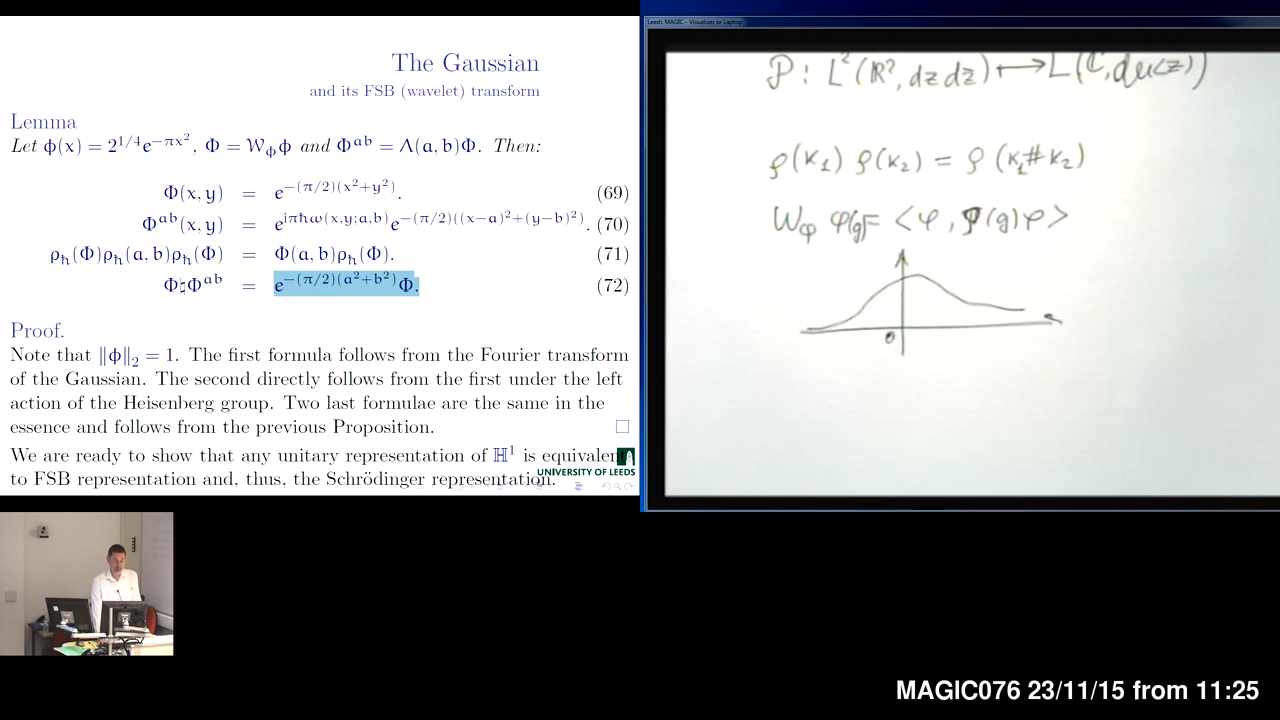 The Gaussian
and its FSB (wavelet) transform
Lemma
Let ϕ(x) = 2^{1/4}e^{−πx²}, Φ = 𝒲_ϕϕ and Φ^{ab} = Λ(a, b)Φ. Then:
Φ(x, y) = e^{−(π/2)(x²+y²)}. (69)
Φ^{ab}(x, y) = e^{iπℏω(x,y;a,b)}e^{−(π/2)((x−a)²+(y−b)²)}. (70)
ρ_ℏ(Φ)ρ_ℏ(a, b)ρ_ℏ(Φ) = Φ(a, b)ρ_ℏ(Φ). (71)
Φ♮Φ^{ab} = e^{−(π/2)(a²+b²)}Φ. (72)
Proof.
Note that ‖ϕ‖₂ = 1. The first formula follows from the Fourier transform
of the Gaussian. The second directly follows from the first under the left
action of the Heisenberg group. Two last formulae are the same in the
essence and follows from the previous Proposition. □
We are ready to show that any unitary representation of ℍ¹ is equivalent
to FSB representation and, thus, the Schrödinger representation.
UNIVERSITY OF LEEDS
Leeds MAGIC - Visualizer or Laptop
P : L²(ℝ², dz dz̄) ⟼ L(ℂ, dμ(z))
ρ(k₁) ρ(k₂) = ρ(k₁#k₂)
W_φ φ(g) = ⟨φ, ρ(g)φ⟩
0
MAGIC076 23/11/15 from 11:25